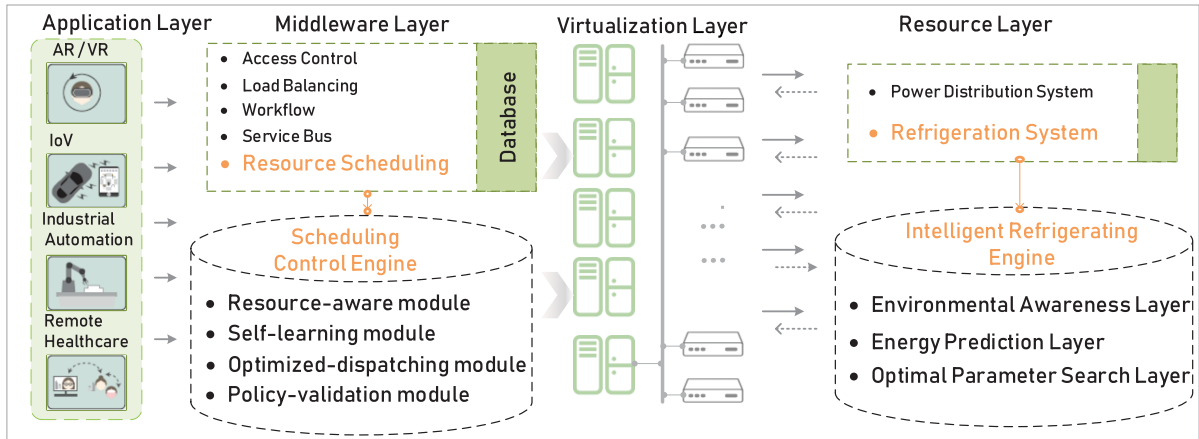 Application Layer
AR / VR
IoV
Industrial
Automation
Remote
Healthcare
Middleware Layer
• Access Control
• Load Balancing
• Workflow
• Service Bus
• Resource Scheduling
Database
Scheduling
Control Engine
• Resource-aware module
• Self-learning module
• Optimized-dispatching module
• Policy-validation module
Virtualization Layer
Resource Layer
• Power Distribution System
• Refrigeration System
Intelligent Refrigerating
Engine
• Environmental Awareness Layer
• Energy Prediction Layer
• Optimal Parameter Search Layer